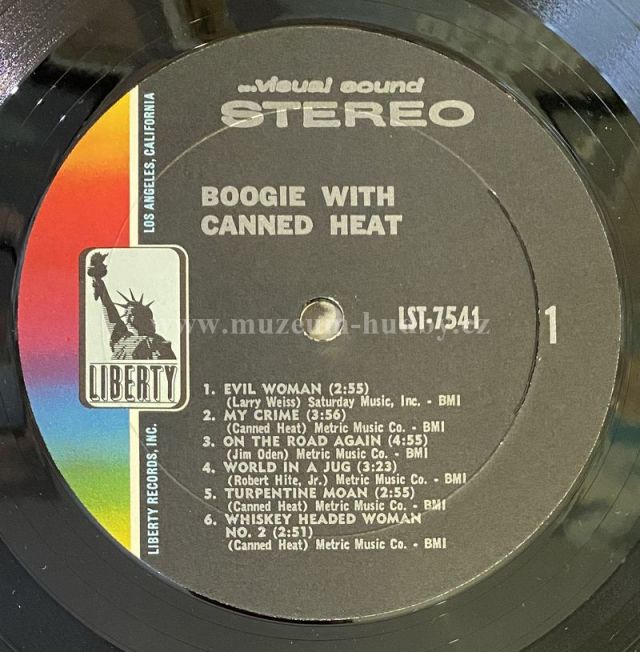 ...visual sound
STEREO
BOOGIE WITH
CANNED HEAT
LOS ANGELES, CALIFORNIA
LIBERTY
LIBERTY RECORDS, INC.
LST-7541
1
www.muzeum-hudby.cz
1. EVIL WOMAN (2:55)
(Larry Weiss) Saturday Music, Inc. - BMI
2. MY CRIME (3:56)
(Canned Heat) Metric Music Co. - BMI
3. ON THE ROAD AGAIN (4:55)
(Jim Oden) Metric Music Co. - BMI
4. WORLD IN A JUG (3:23)
(Robert Hite, Jr.) Metric Music Co. - BMI
5. TURPENTINE MOAN (2:55)
(Canned Heat) Metric Music Co. - BMI
6. WHISKEY HEADED WOMAN
NO. 2 (2:51)
(Canned Heat) Metric Music Co. - BMI